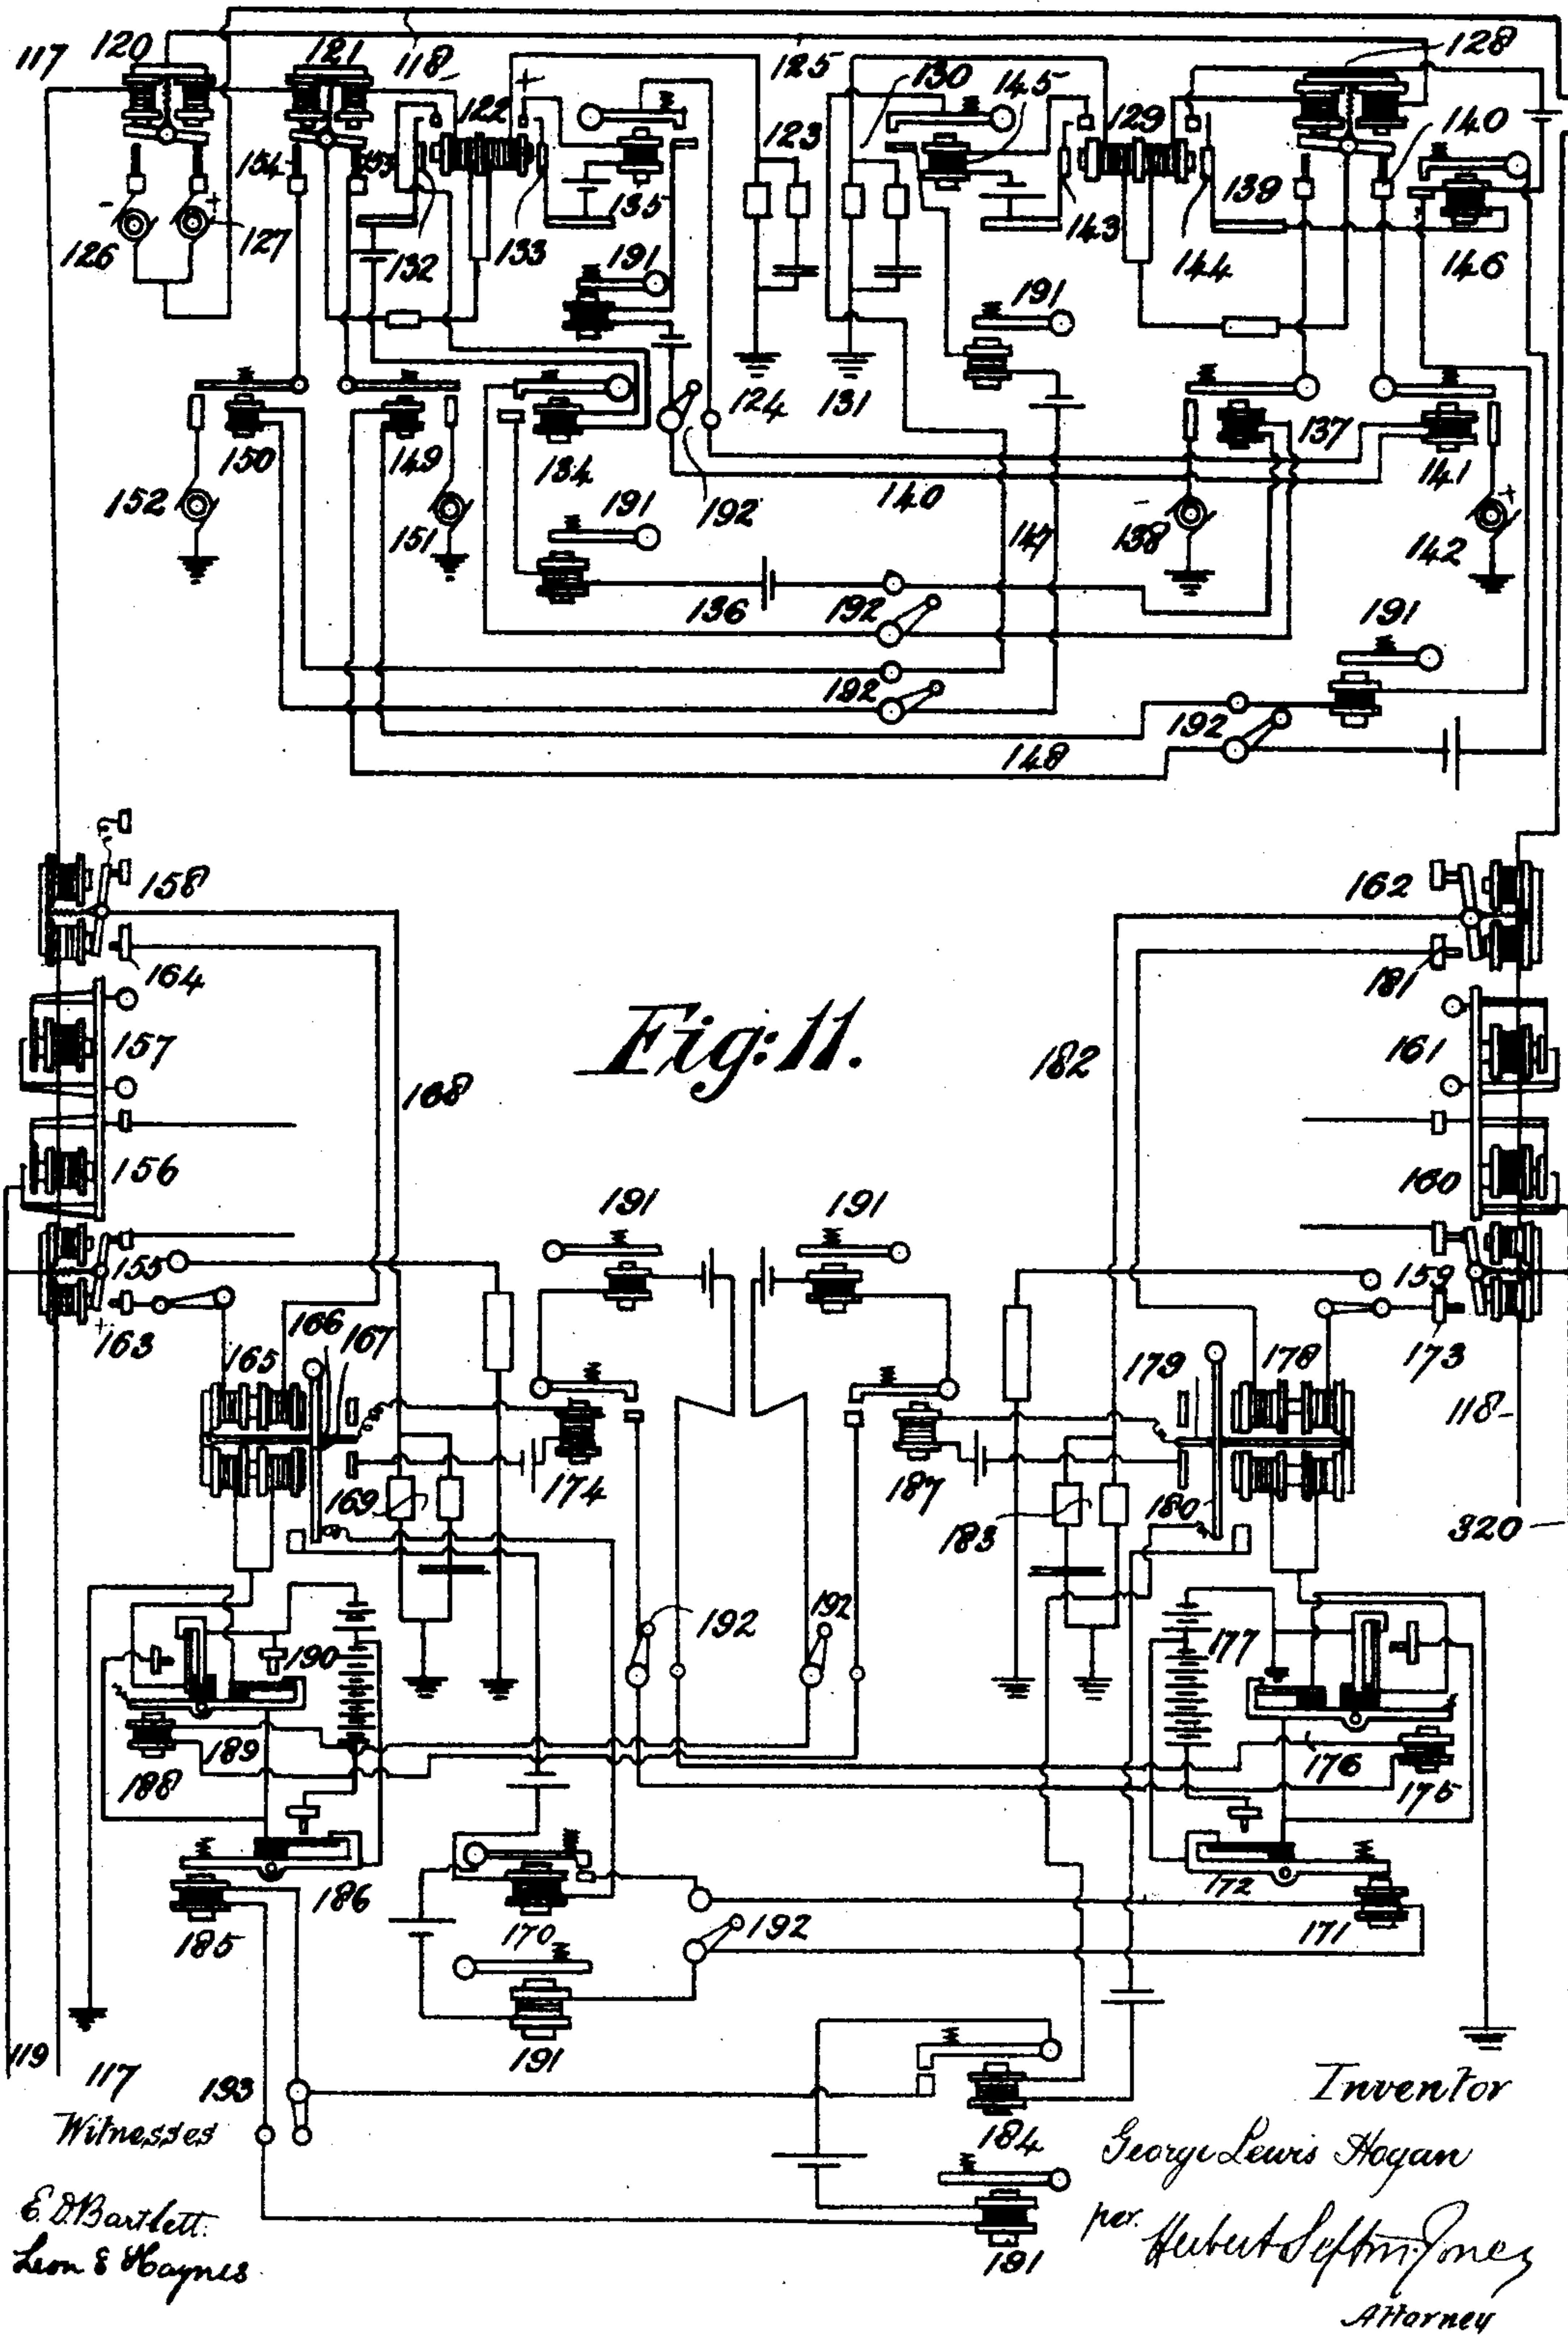 117 120 121 118 125 128
122 + 123 130 145 129 140
154 153 135
- + 139
126 127 132 133 191 143 144 146
191
124 131
150 149 134 137 141
152 151 191 192 140 147 - 138 + 142
136 192 191
192 192
148
158 162
164 181
Fig: 11.
157 182 161
168
156 160
191 191
155 159
+ 163 166 167 179 178 173
165 118
174 187
169 183 180 320
192 192
190 177
189 176
188 175
186 172
185 170 192 171
191
119
117 193 Inventor
Witnesses 184 George Lewis Hogan
E. D. Bartlett. per. Herbert Sefton-Jones
Leon E Haynes 191
Attorney